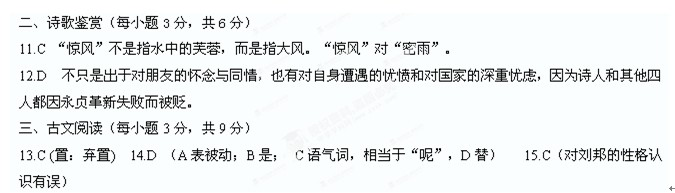 二、诗歌鉴赏（每小题 3 分，共 6 分）
11.C “惊风”不是指水中的芙蓉，而是指大风。“惊风”对“密雨”。
12.D 不只是出于对朋友的怀念与同情，也有对自身遭遇的忧愤和对国家的深重忧虑，因为诗人和其他四
人都因永贞革新失败而被贬。
三、古文阅读（每小题 3 分，共 9 分）
13.C (置：弃置) 14.D （A 表被动；B 是； C 语气词，相当于“呢”，D 替） 15.C（对刘邦的性格认
识有误）